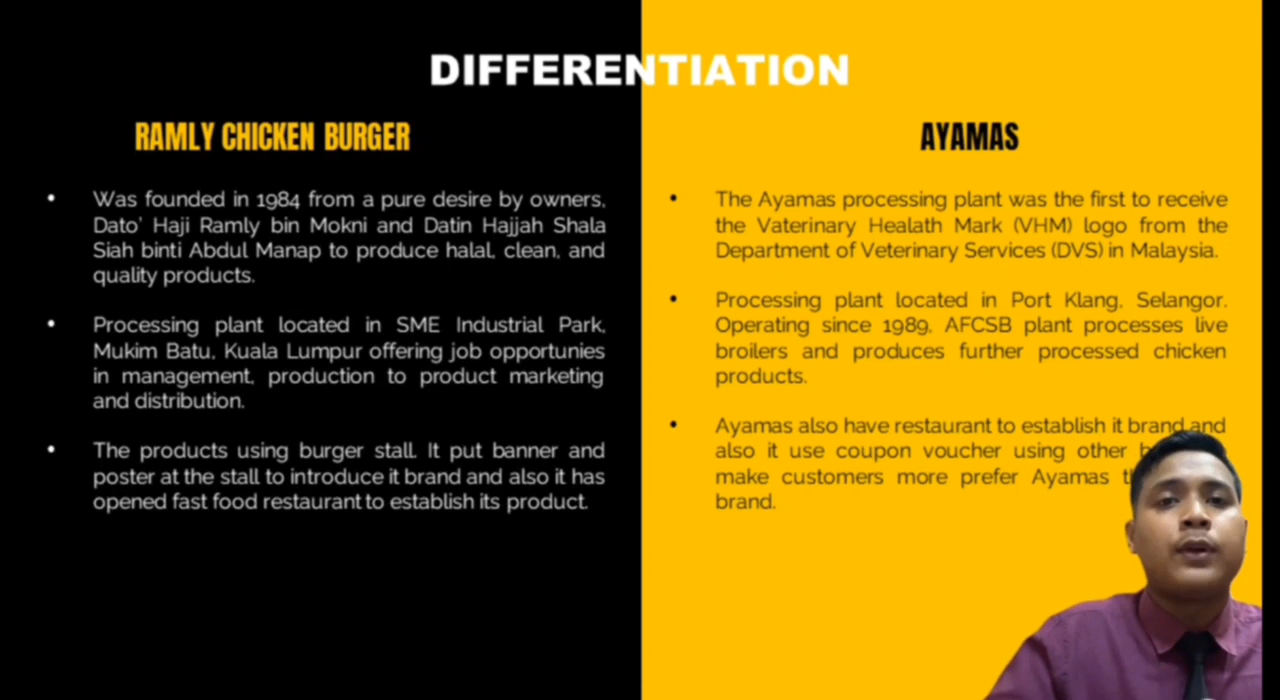 DIFFERENTIATION
RAMLY CHICKEN BURGER
• Was founded in 1984 from a pure desire by owners,
Dato' Haji Ramly bin Mokni and Datin Hajjah Shala
Siah binti Abdul Manap to produce halal, clean, and
quality products.
• Processing plant located in SME Industrial Park,
Mukim Batu, Kuala Lumpur offering job opportunies
in management, production to product marketing
and distribution.
• The products using burger stall. It put banner and
poster at the stall to introduce it brand and also it has
opened fast food restaurant to establish its product.
AYAMAS
• The Ayamas processing plant was the first to receive
the Vaterinary Healath Mark (VHM) logo from the
Department of Veterinary Services (DVS) in Malaysia.
• Processing plant located in Port Klang, Selangor.
Operating since 1989, AFCSB plant processes live
broilers and produces further processed chicken
products.
• Ayamas also have restaurant to establish it brand and
also it use coupon voucher using other
make customers more prefer Ayamas
brand.